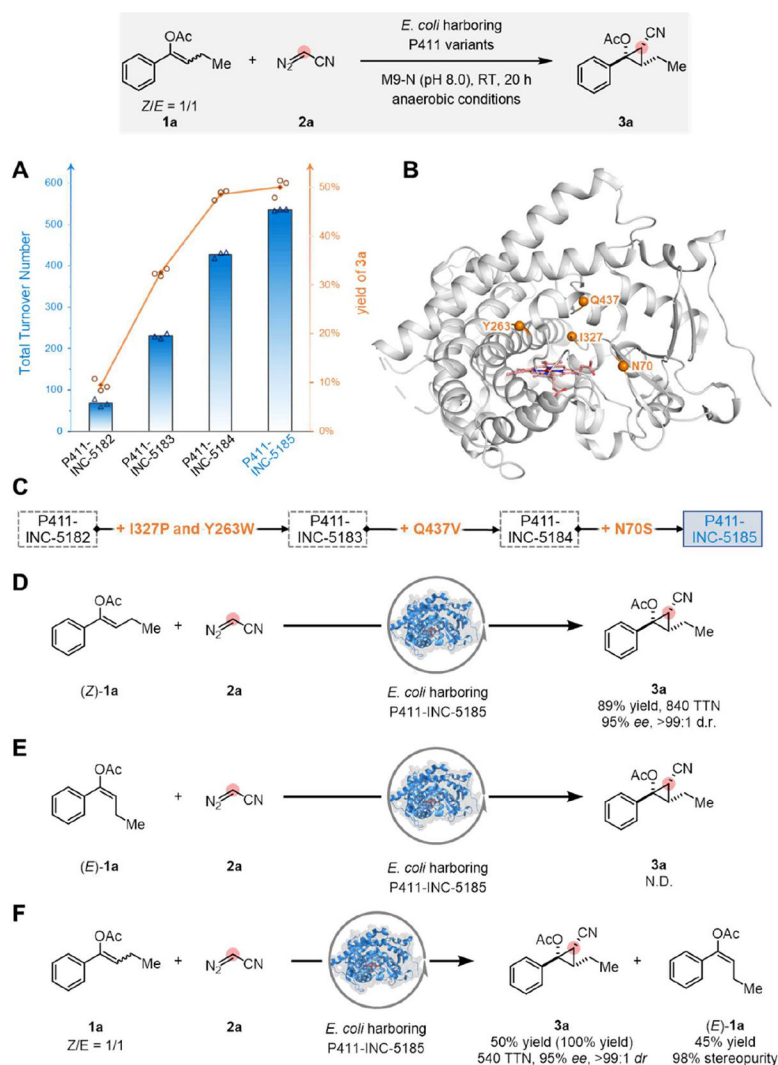 OAc
Me
Z/E = 1/1
1a
+
N2
CN
2a
E. coli harboring
P411 variants
M9-N (pH 8.0), RT, 20 h
anaerobic conditions
AcO
CN
Me
3a
A
Total Turnover Number
600
500
400
300
200
100
0
50%
40%
30%
20%
10%
0%
yield of 3a
P411-
INC-5182
P411-
INC-5183
P411-
INC-5184
P411-
INC-5185
B
Q437
Y263
I327
N70
C
P411-
INC-5182
+ I327P and Y263W
P411-
INC-5183
+ Q437V
P411-
INC-5184
+ N70S
P411-
INC-5185
D
OAc
Me
(Z)-1a
+
N2
CN
2a
E. coli harboring
P411-INC-5185
AcO
CN
Me
3a
89% yield, 840 TTN
95% ee, >99:1 d.r.
E
OAc
Me
(E)-1a
+
N2
CN
2a
E. coli harboring
P411-INC-5185
AcO
CN
Me
3a
N.D.
F
OAc
Me
1a
Z/E = 1/1
+
N2
CN
2a
E. coli harboring
P411-INC-5185
AcO
CN
Me
3a
50% yield (100% yield)
540 TTN, 95% ee, >99:1 dr
+
OAc
Me
(E)-1a
45% yield
98% stereopurity